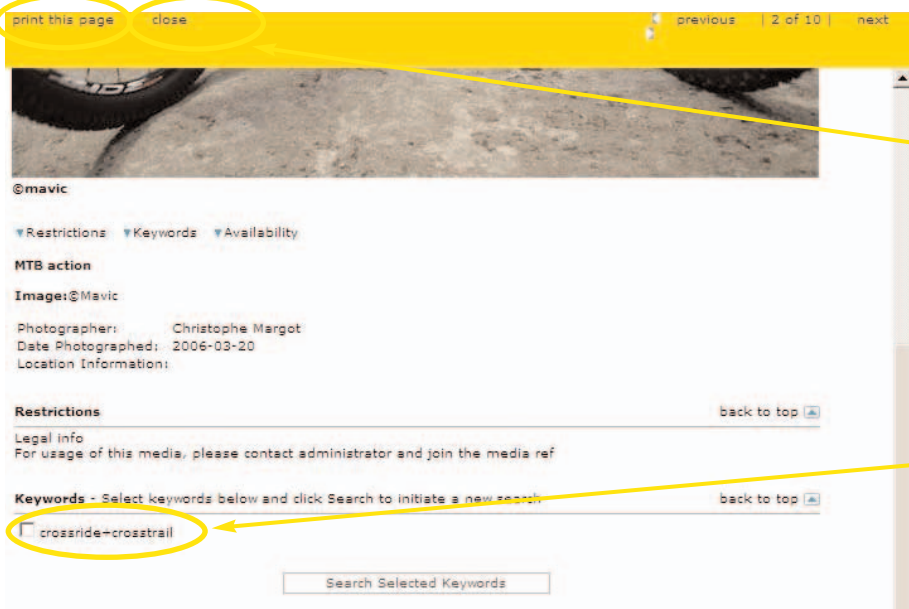 print this page close previous | 2 of 10 | next
©mavic
Restrictions Keywords Availability
MTB action
Image:©Mavic
Photographer: Christophe Margot
Date Photographed: 2006-03-20
Location Information:
Restrictions back to top
Legal info
For usage of this media, please contact administrator and join the media ref
Keywords - Select keywords below and click Search to initiate a new search back to top
crossride+crosstrail
Search Selected Keywords